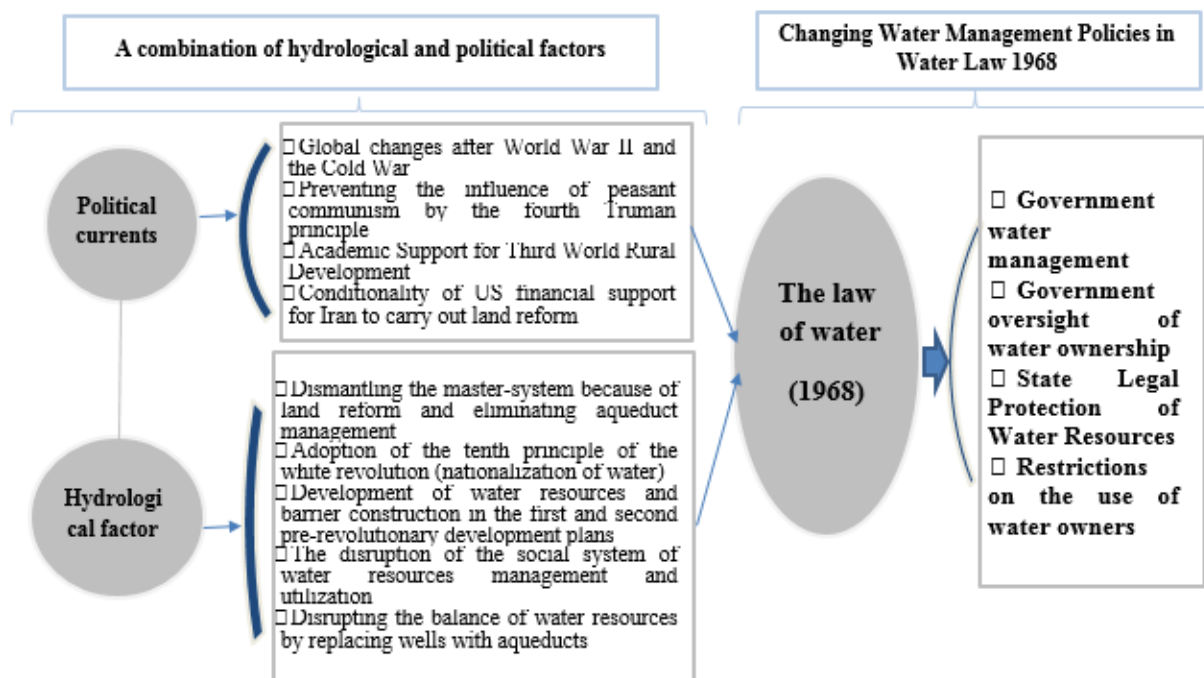 A combination of hydrological and political factors
Changing Water Management Policies in
Water Law 1968
Political
currents
□ Global changes after World War II and
the Cold War
□ Preventing the influence of peasant
communism by the fourth Truman
principle
□ Academic Support for Third World Rural
Development
□ Conditionality of US financial support
for Iran to carry out land reform
Hydrologi
cal factor
□ Dismantling the master-system because of
land reform and eliminating aqueduct
management
□ Adoption of the tenth principle of the
white revolution (nationalization of water)
□ Development of water resources and
barrier construction in the first and second
pre-revolutionary development plans
□ The disruption of the social system of
water resources management and
utilization
□ Disrupting the balance of water resources
by replacing wells with aqueducts
The law
of water
(1968)
□ Government
water
management
□ Government
oversight of
water ownership
□ State Legal
Protection of
Water Resources
□ Restrictions
on the use of
water owners